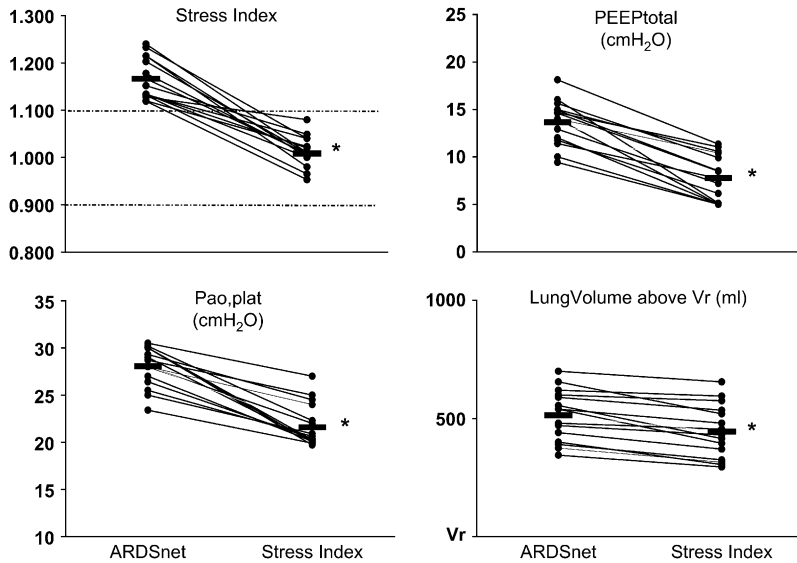 Stress Index
1.300
1.200
1.100
1.000
0.900
0.800
*
PEEPtotal
(cmH₂O)
25
20
15
10
5
0
*
Pao,plat
(cmH₂O)
35
30
25
20
15
10
*
ARDSnet
Stress Index
LungVolume above Vr (ml)
1000
500
Vr
*
ARDSnet
Stress Index